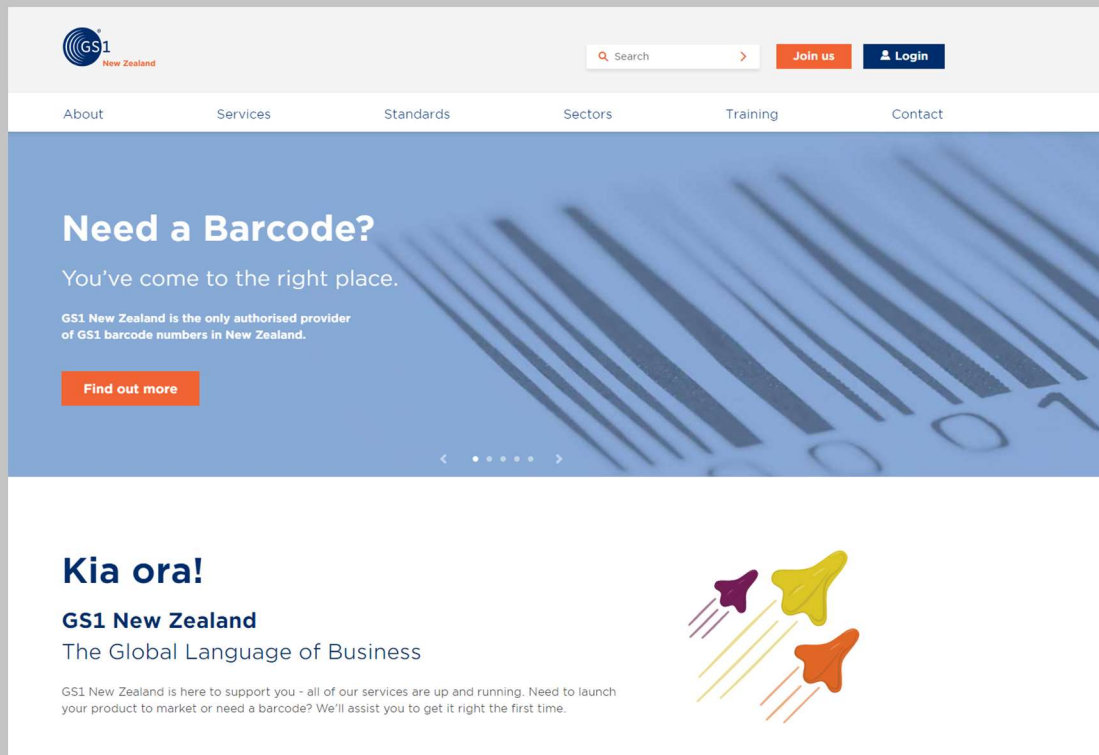 GS1
New Zealand
Search
Join us
Login
About Services Standards Sectors Training Contact
Need a Barcode?
You've come to the right place.
GS1 New Zealand is the only authorised provider
of GS1 barcode numbers in New Zealand.
Find out more
0 0 0 1
Kia ora!
GS1 New Zealand
The Global Language of Business
GS1 New Zealand is here to support you - all of our services are up and running. Need to launch
your product to market or need a barcode? We'll assist you to get it right the first time.